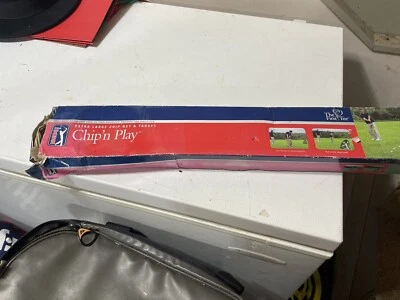 EXTRA LARGE CHIP NET & TARGET
Chip'n Play
The
First Tee